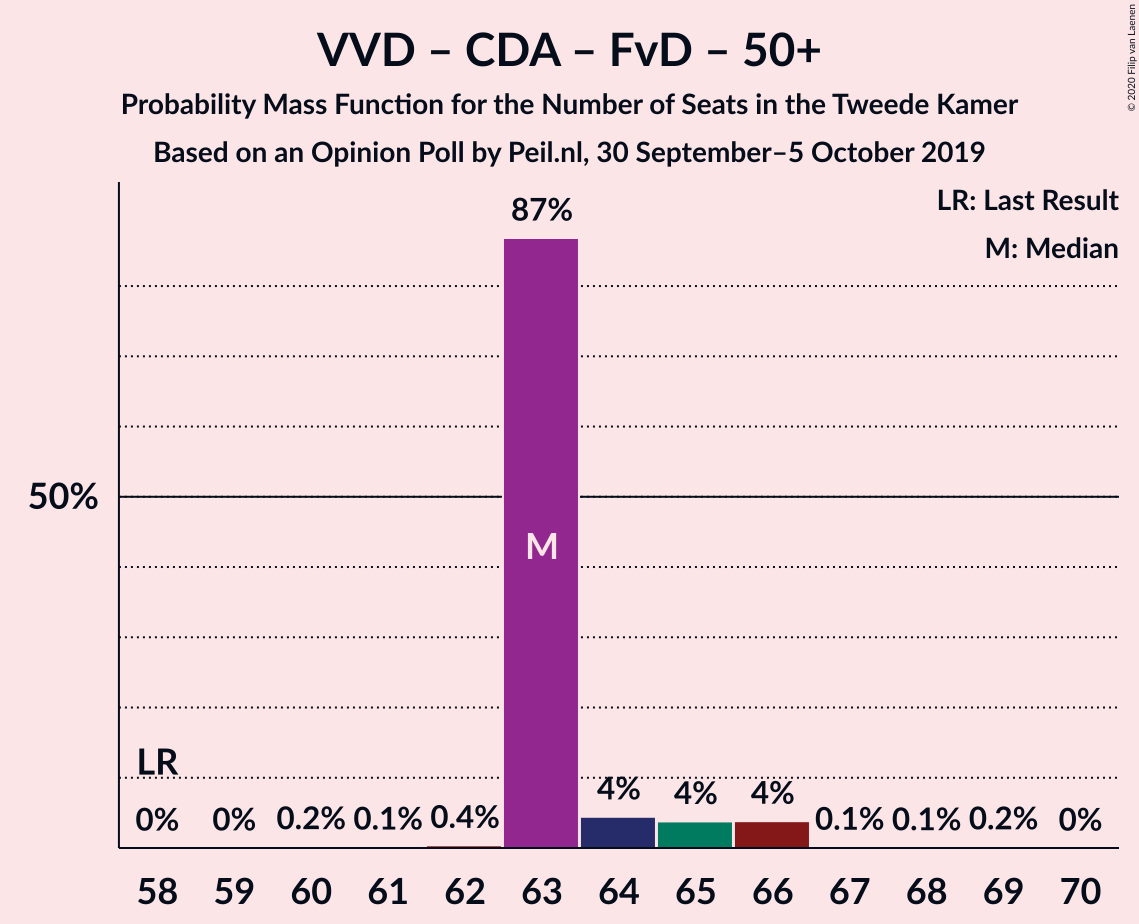 VVD – CDA – FvD – 50+
Probability Mass Function for the Number of Seats in the Tweede Kamer
Based on an Opinion Poll by Peil.nl, 30 September–5 October 2019
© 2020 Filip van Laenen
LR: Last Result
M: Median
87%
50%
M
LR
0% 0% 0.2% 0.1% 0.4% 4% 4% 4% 0.1% 0.1% 0.2% 0%
58 59 60 61 62 63 64 65 66 67 68 69 70